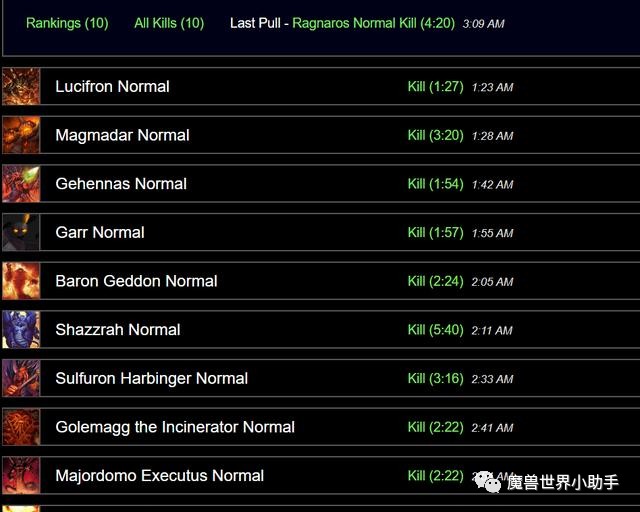 Rankings (10) All Kills (10) Last Pull - Ragnaros Normal Kill (4:20) 3:09 AM
Lucifron Normal Kill (1:27) 1:23 AM
Magmadar Normal Kill (3:20) 1:28 AM
Gehennas Normal Kill (1:54) 1:42 AM
Garr Normal Kill (1:57) 1:55 AM
Baron Geddon Normal Kill (2:24) 2:05 AM
Shazzrah Normal Kill (5:40) 2:11 AM
Sulfuron Harbinger Normal Kill (3:16) 2:33 AM
Golemagg the Incinerator Normal Kill (2:22) 2:41 AM
Majordomo Executus Normal Kill (2:22) AM
魔兽世界小助手